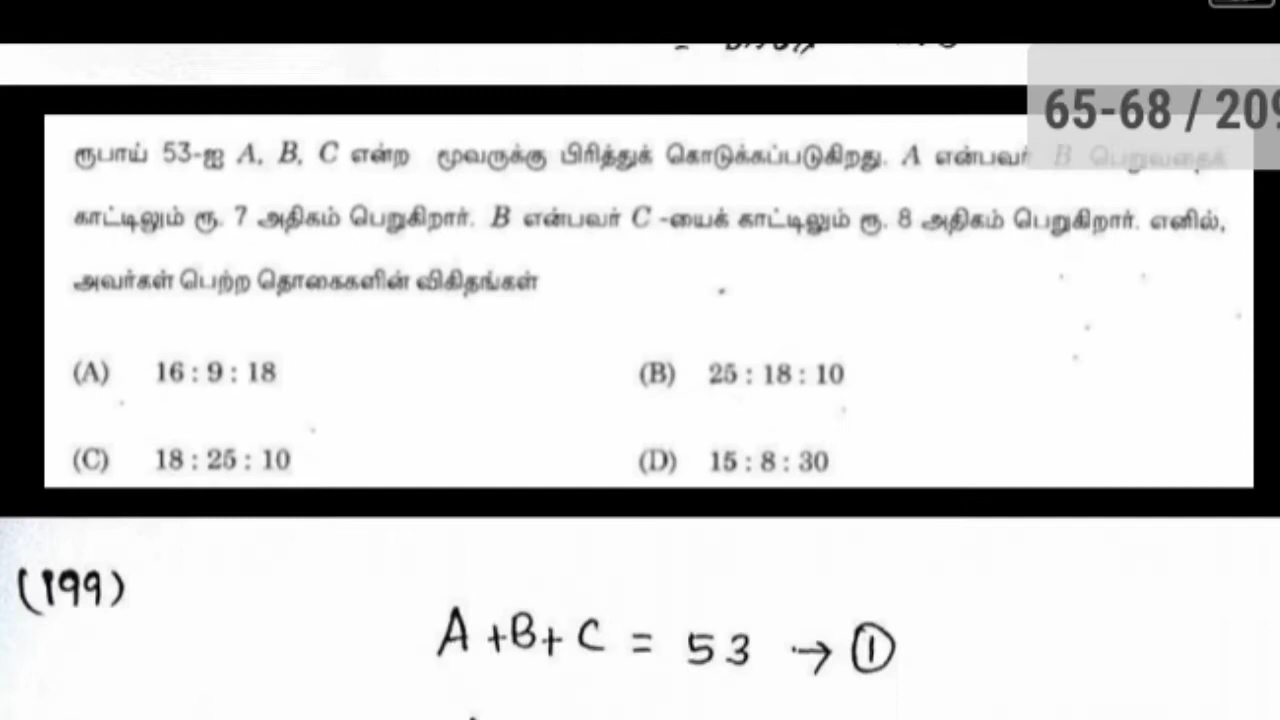 65-68 / 209
ரூபாய் 53-ஐ A, B, C என்ற மூவருக்கு பிரித்துக் கொடுக்கப்படுகிறது. A என்பவர் B பெறுவதைக்
காட்டிலும் ரூ. 7 அதிகம் பெறுகிறார். B என்பவர் C -யைக் காட்டிலும் ரூ. 8 அதிகம் பெறுகிறார். எனில்,
அவர்கள் பெற்ற தொகைகளின் விகிதங்கள்
(A) 16 : 9 : 18 (B) 25 : 18 : 10
(C) 18 : 25 : 10 (D) 15 : 8 : 30
(199)
A + B + C = 53 → ①